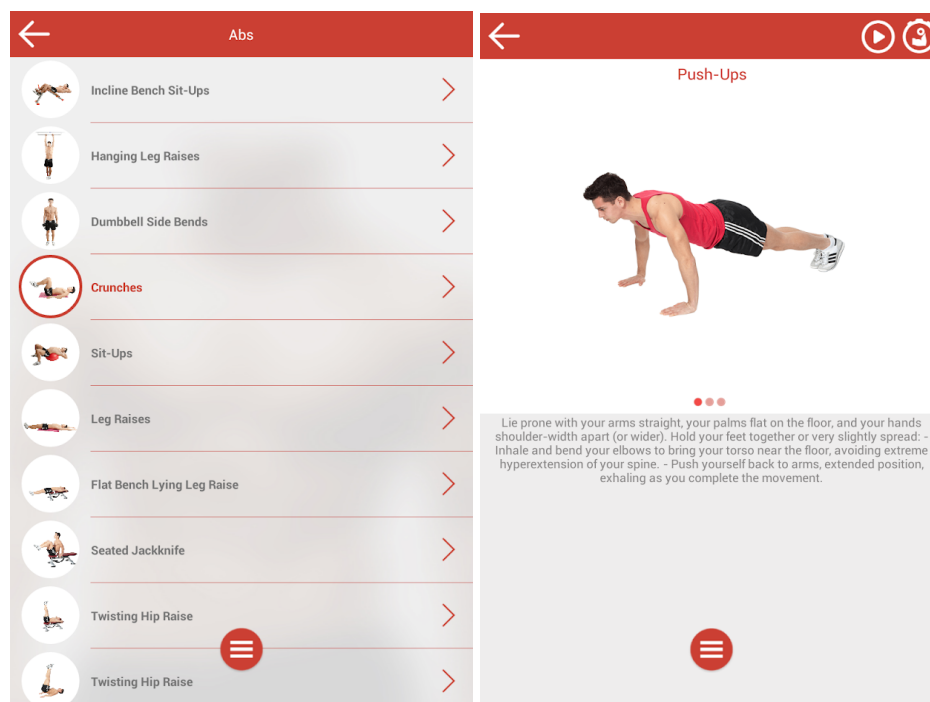 Abs
Incline Bench Sit-Ups
Hanging Leg Raises
Dumbbell Side Bends
Crunches
Sit-Ups
Leg Raises
Flat Bench Lying Leg Raise
Seated Jackknife
Twisting Hip Raise
Twisting Hip Raise
Push-Ups
Lie prone with your arms straight, your palms flat on the floor, and your hands
shoulder-width apart (or wider). Hold your feet together or very slightly spread: -
Inhale and bend your elbows to bring your torso near the floor, avoiding extreme
hyperextension of your spine. - Push yourself back to arms, extended position,
exhaling as you complete the movement.